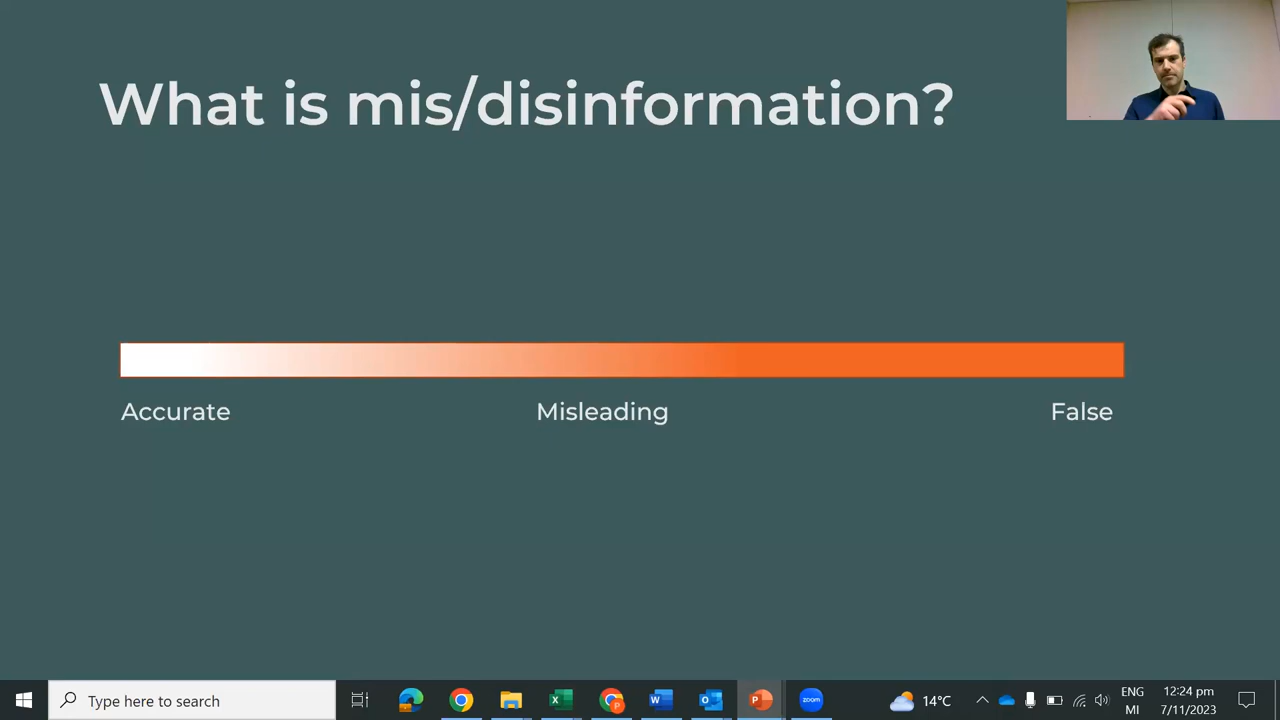 What is mis/disinformation?
Accurate
Misleading
False
Type here to search
X
P
W
O
P
zoom
14°C
ENG
MI
12:24 pm
7/11/2023